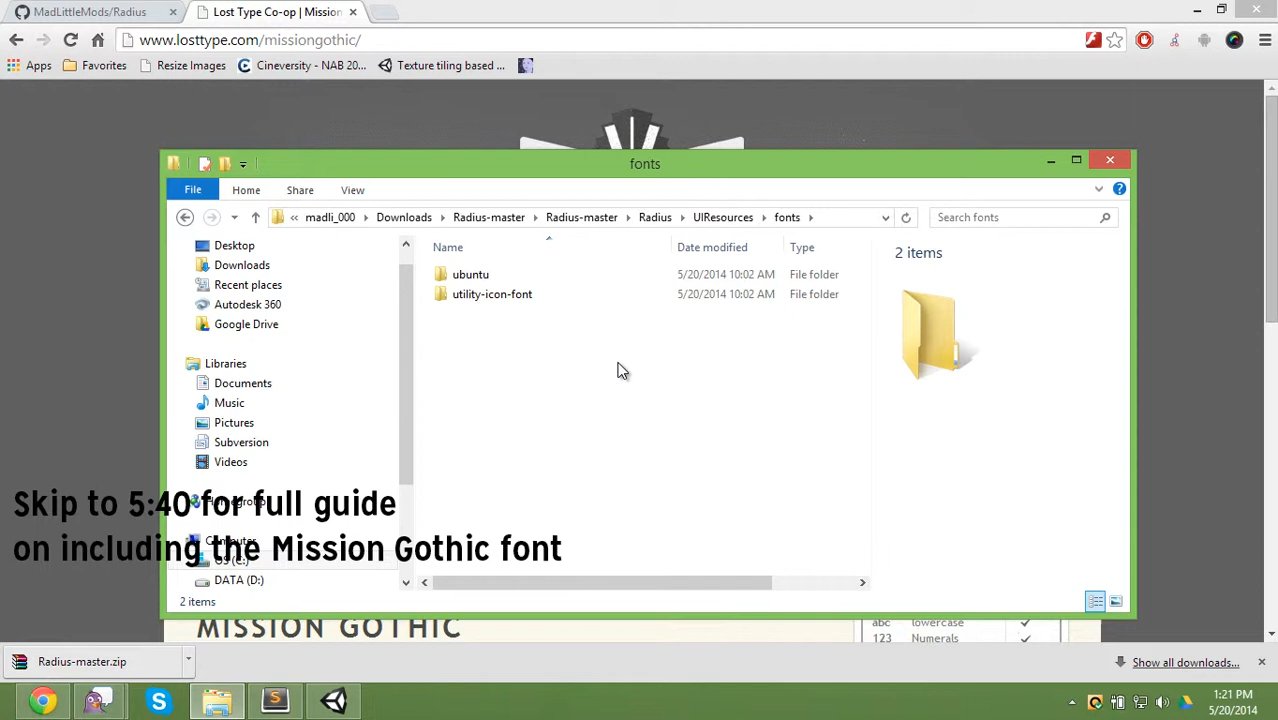 MadLittleMods/Radius
Lost Type Co-op | Mission
www.losttype.com/missiongothic/
Apps Favorites Resize Images Cineversity - NAB 20... Texture tiling based ...
fonts
File Home Share View
madli_000 Downloads Radius-master Radius-master Radius UIResources fonts Search fonts
Name Date modified Type
ubuntu 5/20/2014 10:02 AM File folder
utility-icon-font 5/20/2014 10:02 AM File folder
2 items
Desktop
Downloads
Recent places
Autodesk 360
Google Drive
Libraries
Documents
Music
Pictures
Subversion
Videos
Homegroup
Computer
OS (C:)
DATA (D:)
Skip to 5:40 for full guide
on including the Mission Gothic font
2 items
MISSION GOTHIC
abc lowercase
123 Numerals
Radius-master.zip
Show all downloads...
1:21 PM
5/20/2014